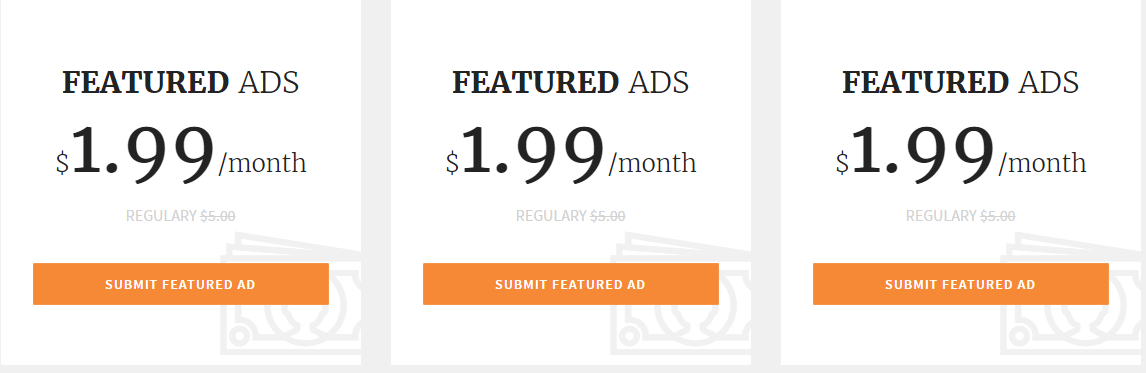 FEATURED ADS
$1.99/month
REGULARY $5.00
SUBMIT FEATURED AD
FEATURED ADS
$1.99/month
REGULARY $5.00
SUBMIT FEATURED AD
FEATURED ADS
$1.99/month
REGULARY $5.00
SUBMIT FEATURED AD